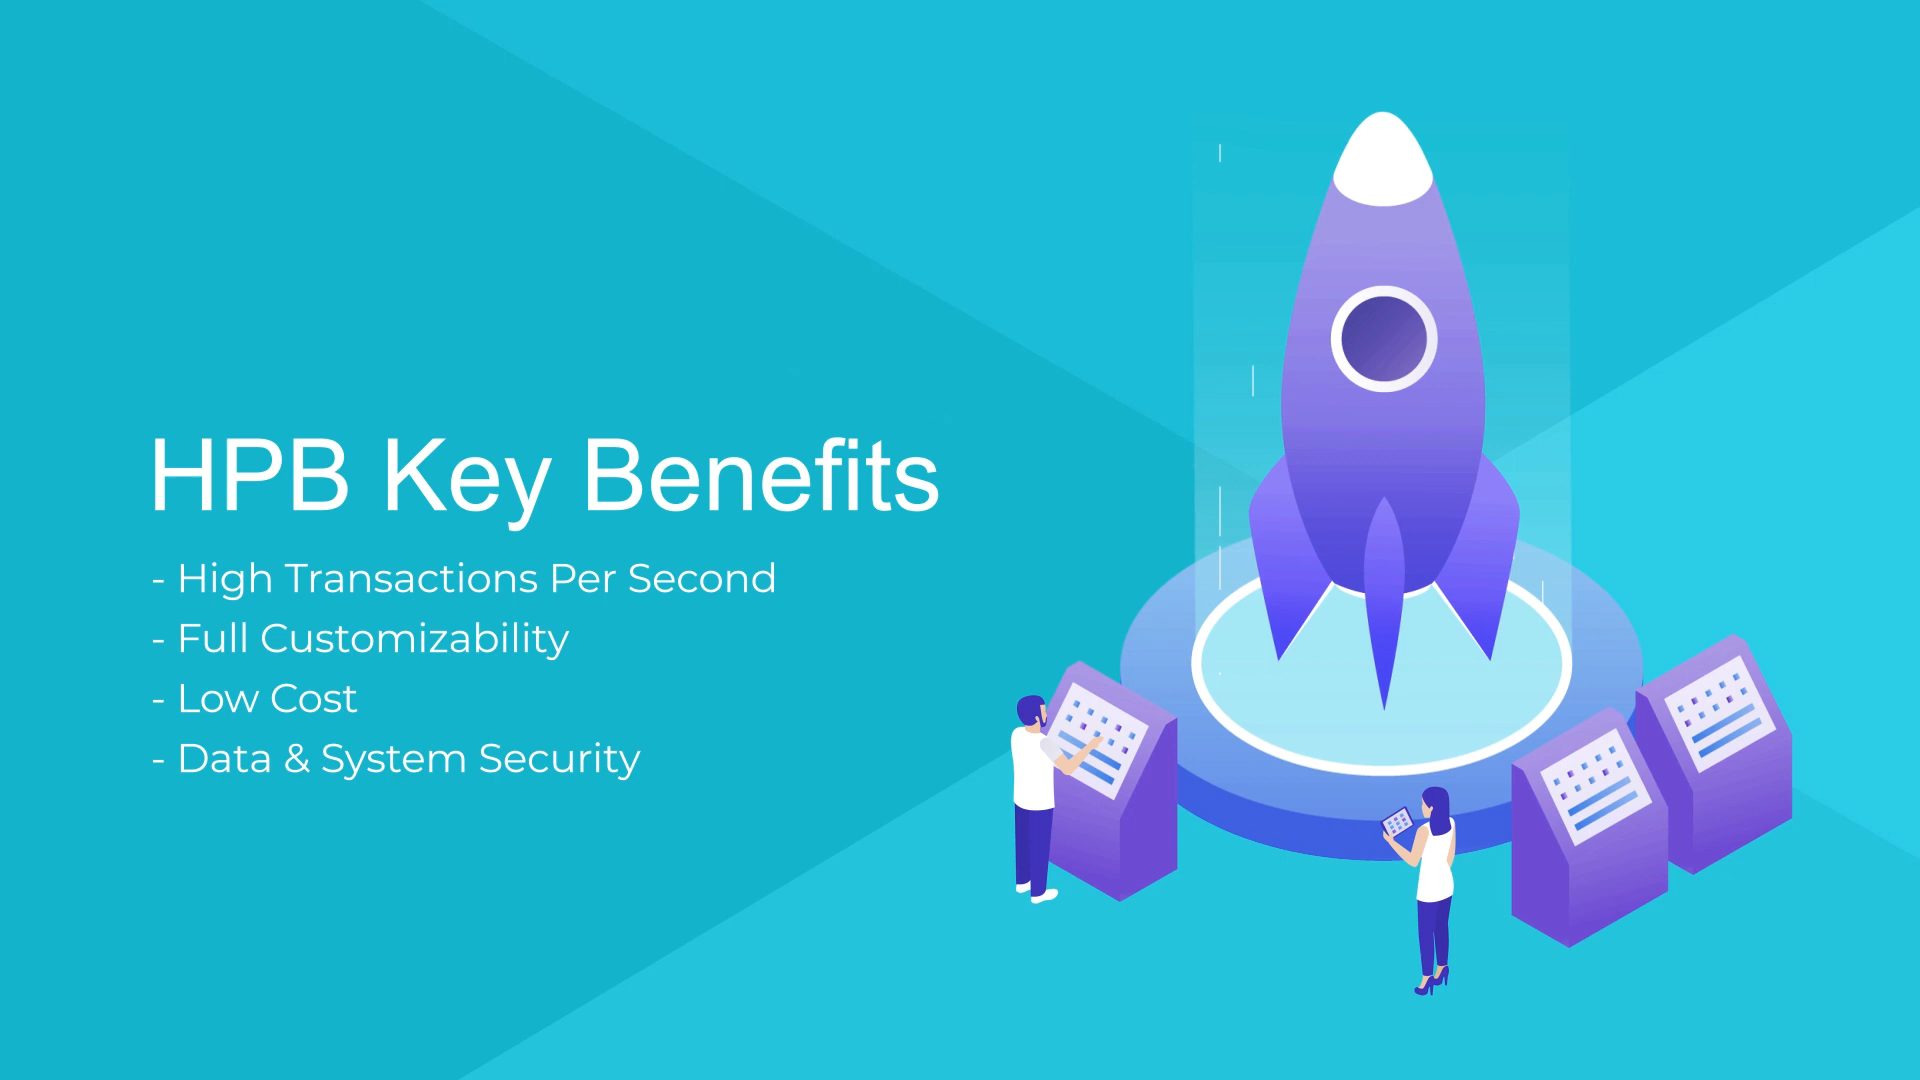 HPB Key Benefits
- High Transactions Per Second
- Full Customizability
- Low Cost
- Data & System Security